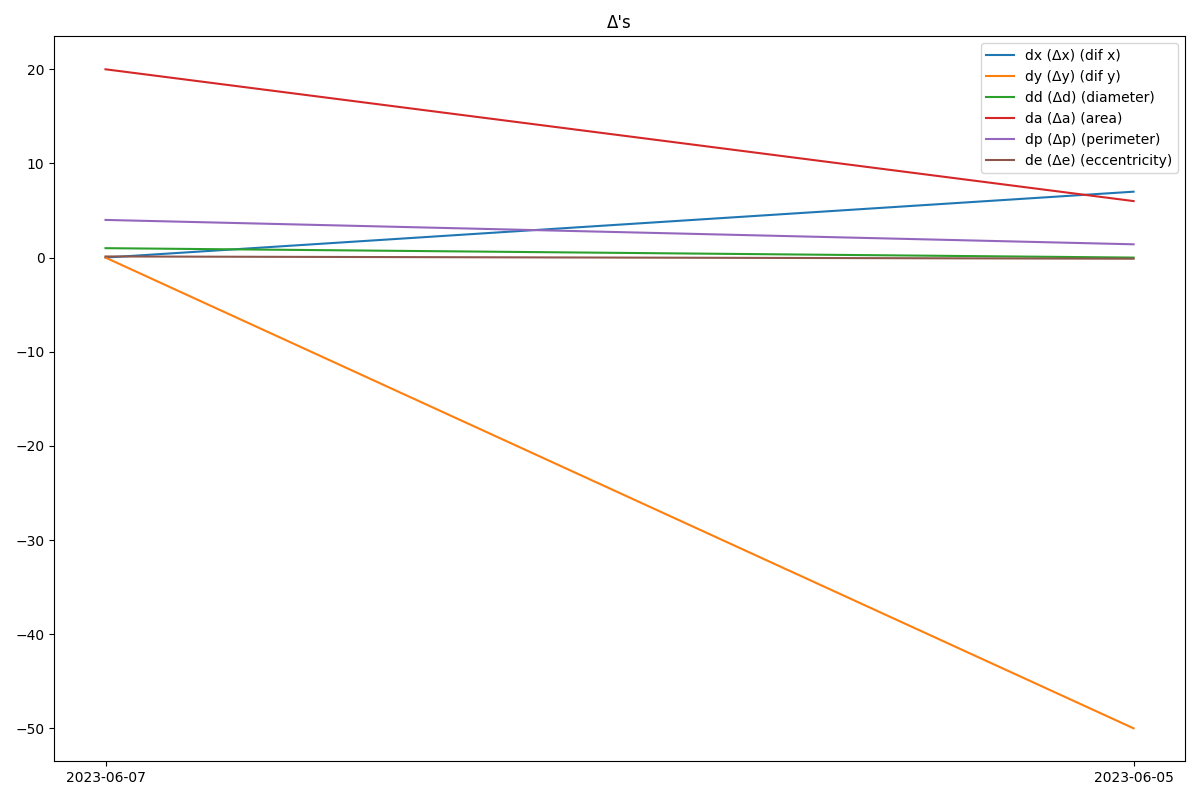 Δ's
dx (Δx) (dif x)
dy (Δy) (dif y)
dd (Δd) (diameter)
da (Δa) (area)
dp (Δp) (perimeter)
de (Δe) (eccentricity)
20
10
0
−10
−20
−30
−40
−50
2023-06-07 2023-06-05